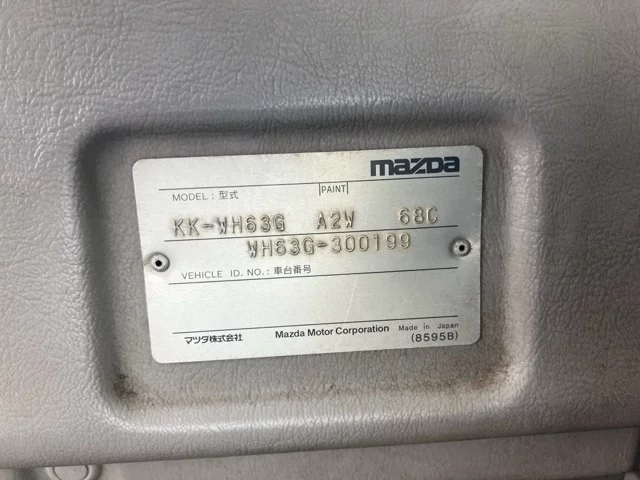 mazda
MODEL : 型式 PAINT
KK-WH63G A2W 68C
WH63G-300199
VEHICLE ID. NO. : 車台番号
マツダ株式会社 Mazda Motor Corporation Made in Japan
(8595B)